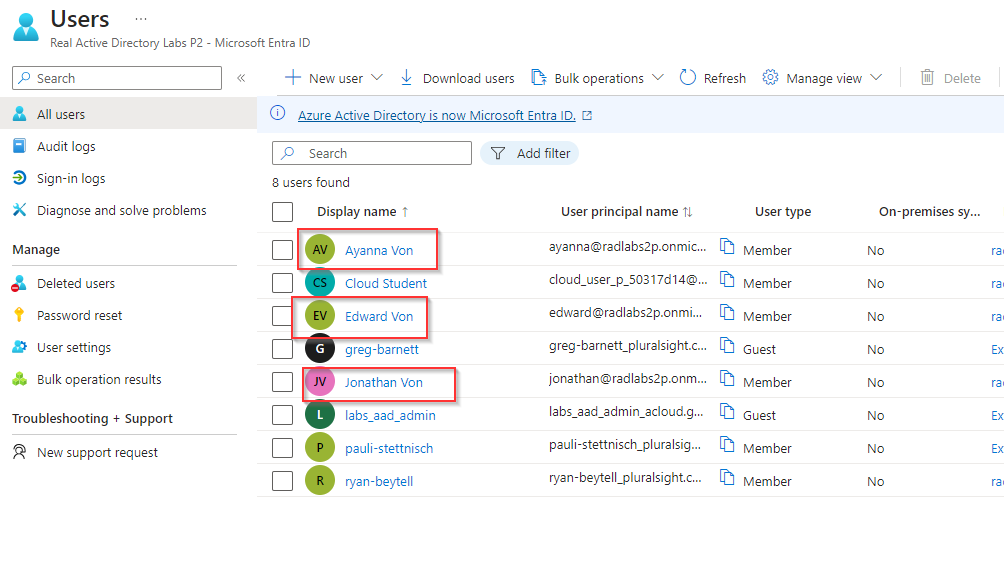 Users ...
Real Active Directory Labs P2 - Microsoft Entra ID
Search «
New user Download users Bulk operations Refresh Manage view Delete
All users
Audit logs
Sign-in logs
Diagnose and solve problems
Manage
Deleted users
Password reset
User settings
Bulk operation results
Troubleshooting + Support
New support request
Azure Active Directory is now Microsoft Entra ID.
Search Add filter
8 users found
Display name ↑ User principal name ↑↓ User type On-premises sy...
AV Ayanna Von ayanna@radlabs2p.onmic... Member No rac
CS Cloud Student cloud_user_p_50317d14@... Member No rac
EV Edward Von edward@radlabs2p.onmi... Member No rac
G greg-barnett greg-barnett_pluralsight.c... Guest No Ex
JV Jonathan Von jonathan@radlabs2p.onm... Member No rac
L labs_aad_admin labs_aad_admin_acloud.g... Guest No Ex
P pauli-stettnisch pauli-stettnisch_pluralsig... Member No Ex
R ryan-beytell ryan-beytell_pluralsight.c... Member No rac